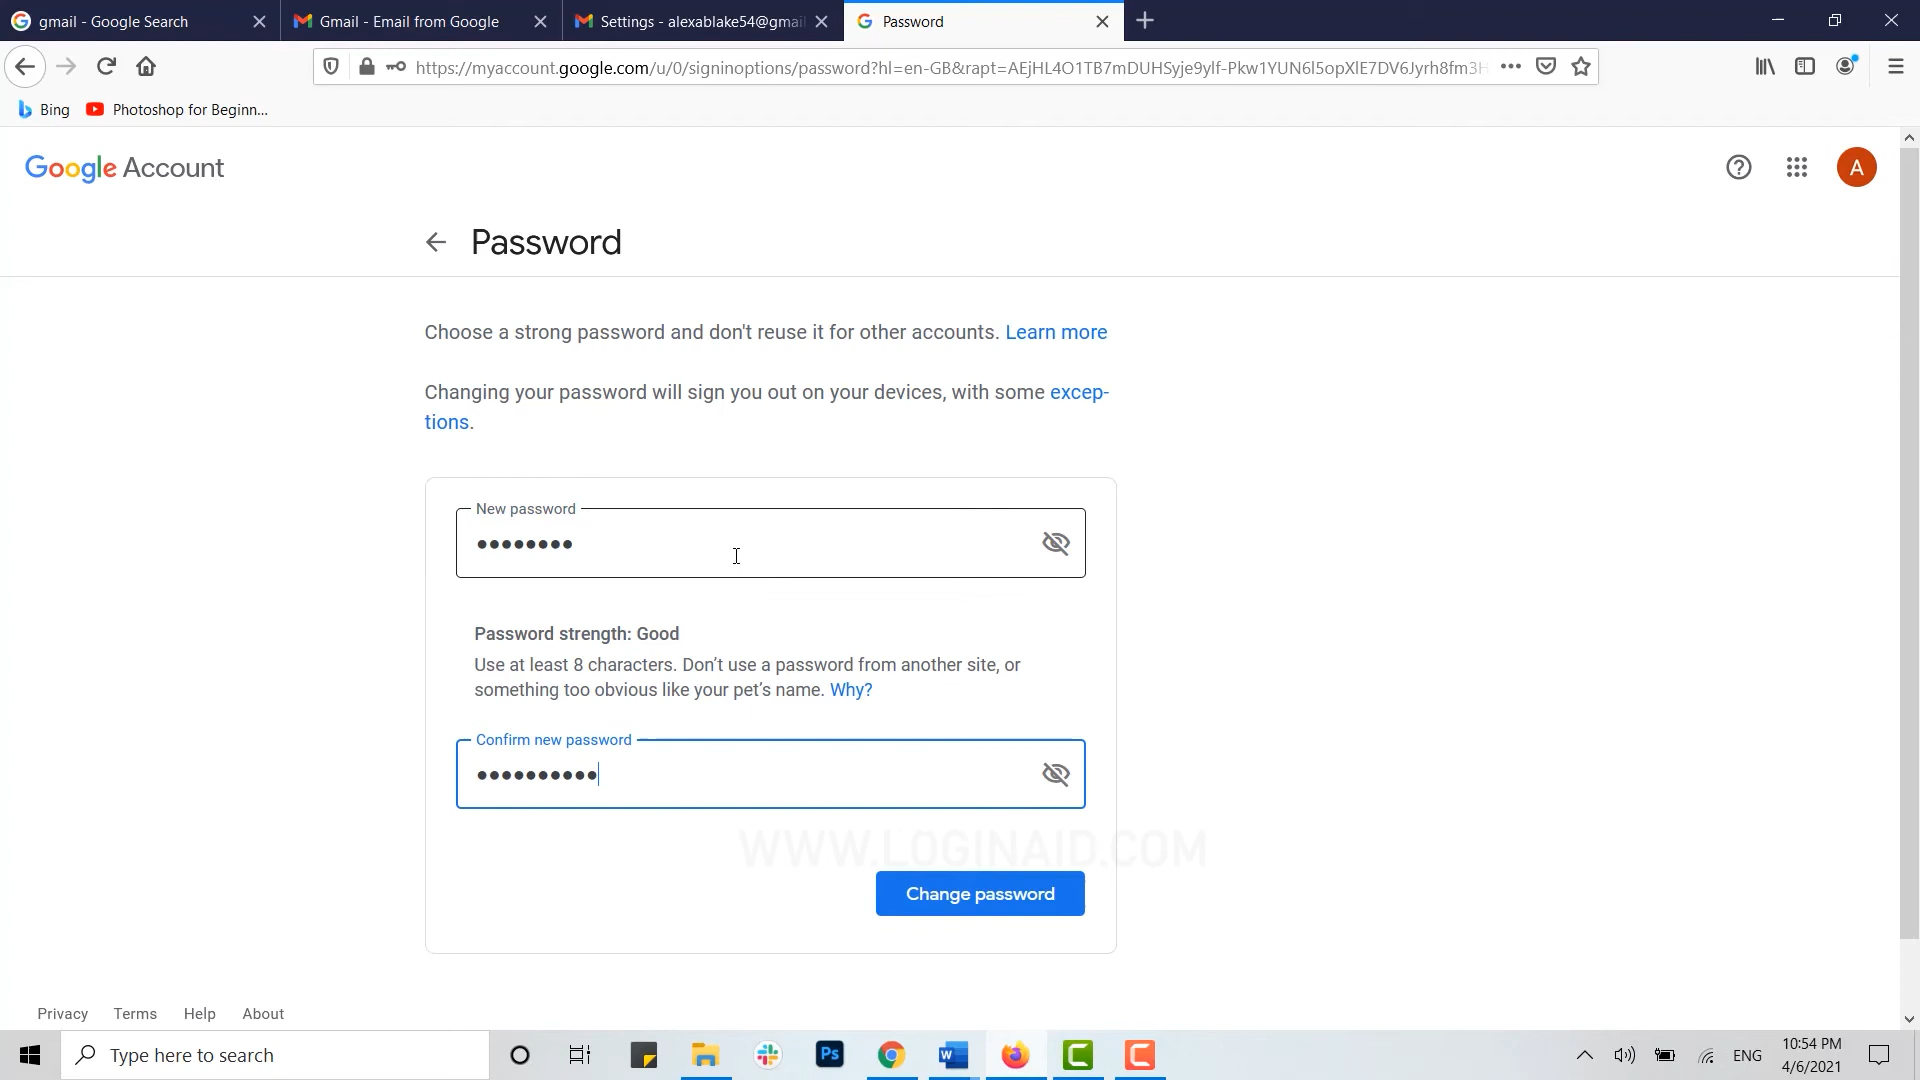 gmail - Google Search
Gmail - Email from Google
Settings - alexablake54@gmai
Password
https://myaccount.google.com/u/0/signinoptions/password?hl=en-GB&rapt=AEjHL4O1TB7mDUHSyje9ylf-Pkw1YUN6l5opXlE7DV6Jyrh8fm3H
Bing
Photoshop for Beginn...
Google Account
A
Password
Choose a strong password and don't reuse it for other accounts. Learn more
Changing your password will sign you out on your devices, with some excep-
tions.
New password
••••••••
Password strength: Good
Use at least 8 characters. Don’t use a password from another site, or
something too obvious like your pet’s name. Why?
Confirm new password
••••••••••
WWW.LOGINAID.COM
Change password
Privacy
Terms
Help
About
Type here to search
Ps
W
C
C
ENG
10:54 PM
4/6/2021